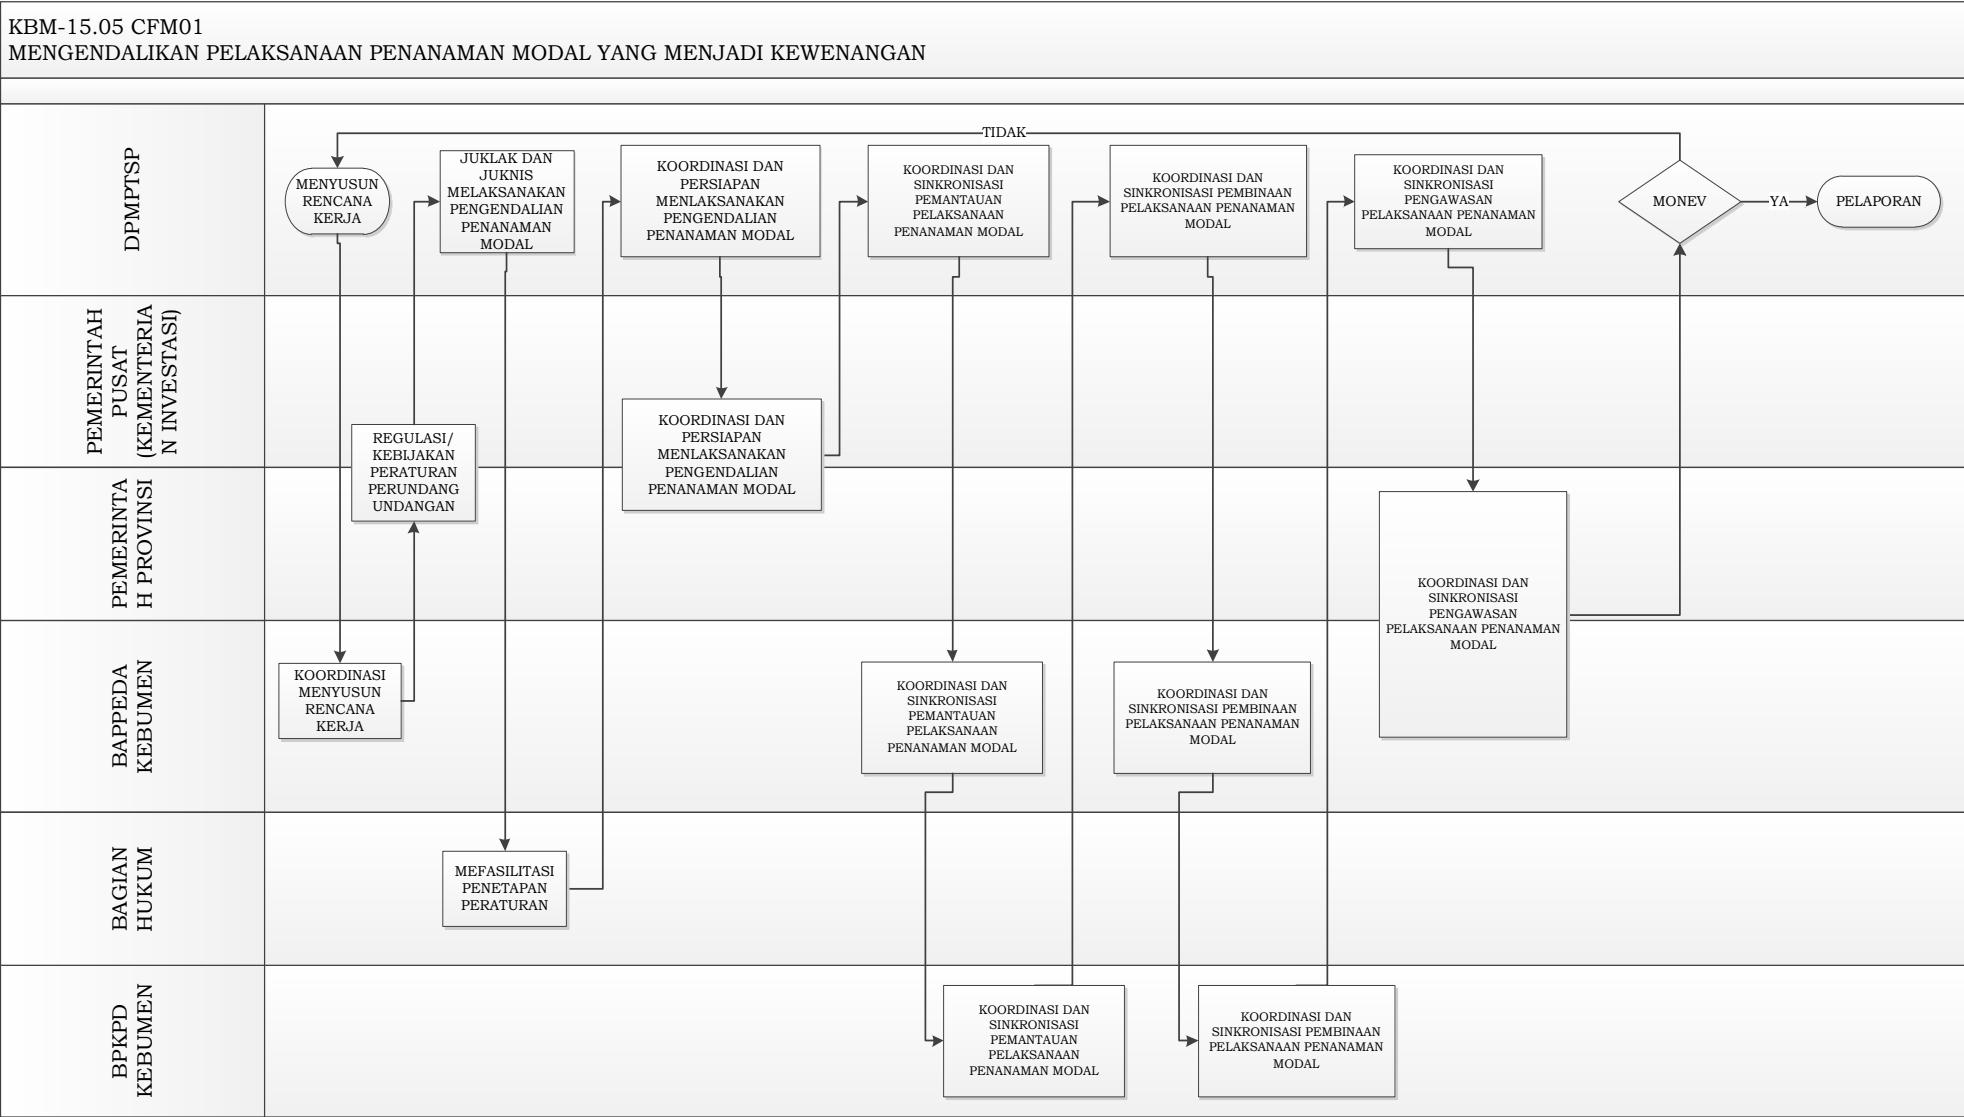 KBM-15.05 CFM01
MENGENDALIKAN PELAKSANAAN PENANAMAN MODAL YANG MENJADI KEWENANGAN
DPMPTSP
TIDAK
MENYUSUN
RENCANA
KERJA
JUKLAK DAN
JUKNIS
MELAKSANAKAN
PENGENDALIAN
PENANAMAN
MODAL
KOORDINASI DAN
PERSIAPAN
MENLAKSANAKAN
PENGENDALIAN
PENANAMAN MODAL
KOORDINASI DAN
SINKRONISASI
PEMANTAUAN
PELAKSANAAN
PENANAMAN MODAL
KOORDINASI DAN
SINKRONISASI PEMBINAAN
PELAKSANAAN PENANAMAN
MODAL
KOORDINASI DAN
SINKRONISASI
PENGAWASAN
PELAKSANAAN PENANAMAN
MODAL
MONEV
YA
PELAPORAN
PEMERINTAH
PUSAT
(KEMENTERIA
N INVESTASI)
REGULASI/
KEBIJAKAN
PERATURAN
PERUNDANG
UNDANGAN
KOORDINASI DAN
PERSIAPAN
MENLAKSANAKAN
PENGENDALIAN
PENANAMAN MODAL
PEMERINTA
H PROVINSI
KOORDINASI DAN
SINKRONISASI
PENGAWASAN
PELAKSANAAN PENANAMAN
MODAL
BAPPEDA
KEBUMEN
KOORDINASI
MENYUSUN
RENCANA
KERJA
KOORDINASI DAN
SINKRONISASI
PEMANTAUAN
PELAKSANAAN
PENANAMAN MODAL
KOORDINASI DAN
SINKRONISASI PEMBINAAN
PELAKSANAAN PENANAMAN
MODAL
BAGIAN
HUKUM
MEFASILITASI
PENETAPAN
PERATURAN
BPKPD
KEBUMEN
KOORDINASI DAN
SINKRONISASI
PEMANTAUAN
PELAKSANAAN
PENANAMAN MODAL
KOORDINASI DAN
SINKRONISASI PEMBINAAN
PELAKSANAAN PENANAMAN
MODAL